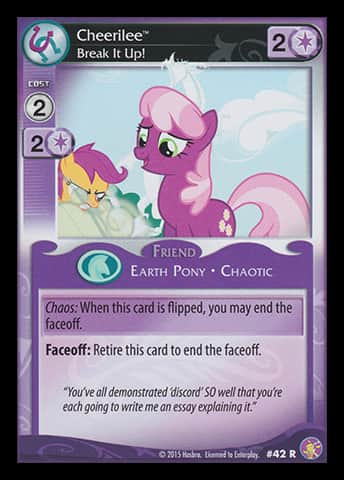 Cheerilee™
Break It Up!
2
COST
2
2
FRIEND
EARTH PONY • CHAOTIC
Chaos: When this card is flipped, you may end the
faceoff.
Faceoff: Retire this card to end the faceoff.
"You've all demonstrated 'discord' SO well that you're
each going to write me an essay explaining it."
© 2015 Hasbro. Licensed to Enterplay.
#42 R